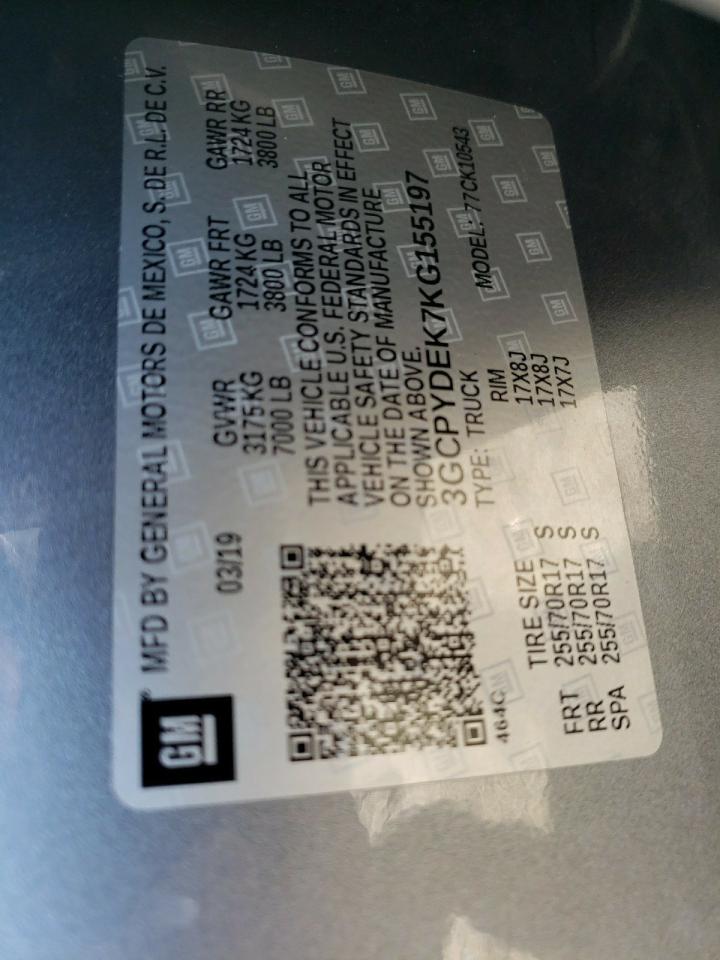 GM
MFD BY GENERAL MOTORS DE MEXICO, S. DE R.L. DE C.V.
03/19 GVWR GAWR FRT GAWR RR
3175 KG 1724 KG 1724 KG
7000 LB 3800 LB 3800 LB
THIS VEHICLE CONFORMS TO ALL
APPLICABLE U.S. FEDERAL MOTOR
VEHICLE SAFETY STANDARDS IN EFFECT
ON THE DATE OF MANUFACTURE
SHOWN ABOVE.
3GCPYDEK7KG155197
TYPE: TRUCK MODEL: 77CK10543
464C
TIRE SIZE RIM
FRT 255/70R17 S 17X8J
RR 255/70R17 S 17X8J
SPA 255/70R17 S 17X7J